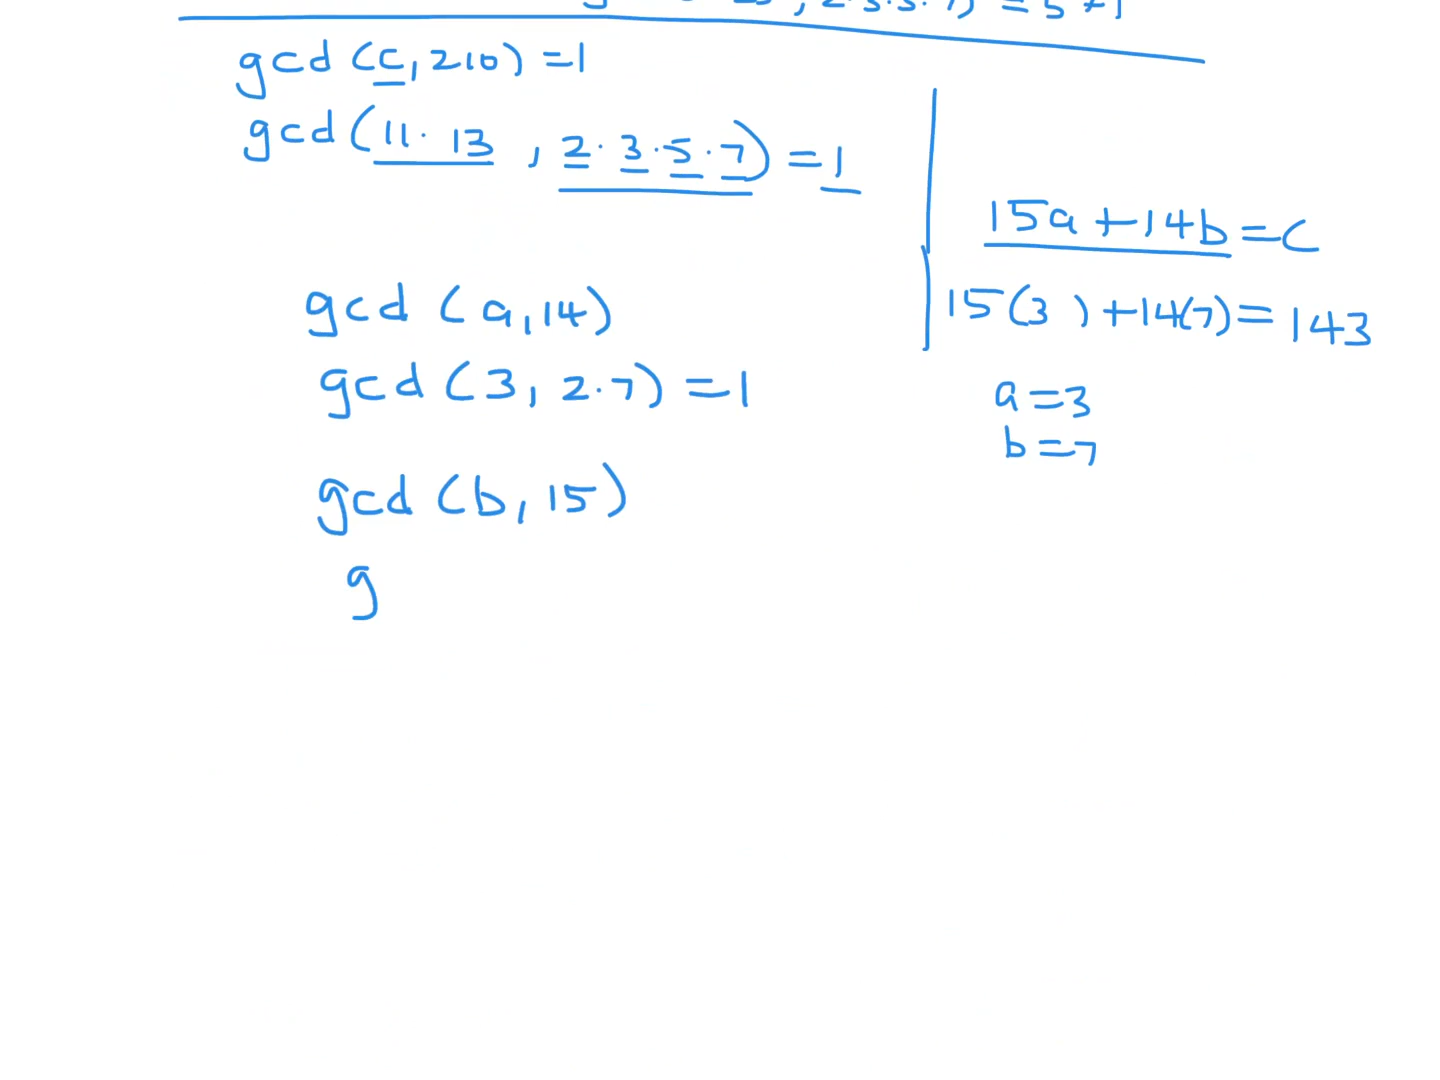 gcd (c, 210) = 1
gcd (11 · 13 , 2 · 3 · 5 · 7) = 1
15a + 14b = c
15(3 ) + 14(7) = 143
a = 3
b = 7
gcd (a, 14)
gcd (3, 2 · 7) = 1
gcd (b, 15)
g